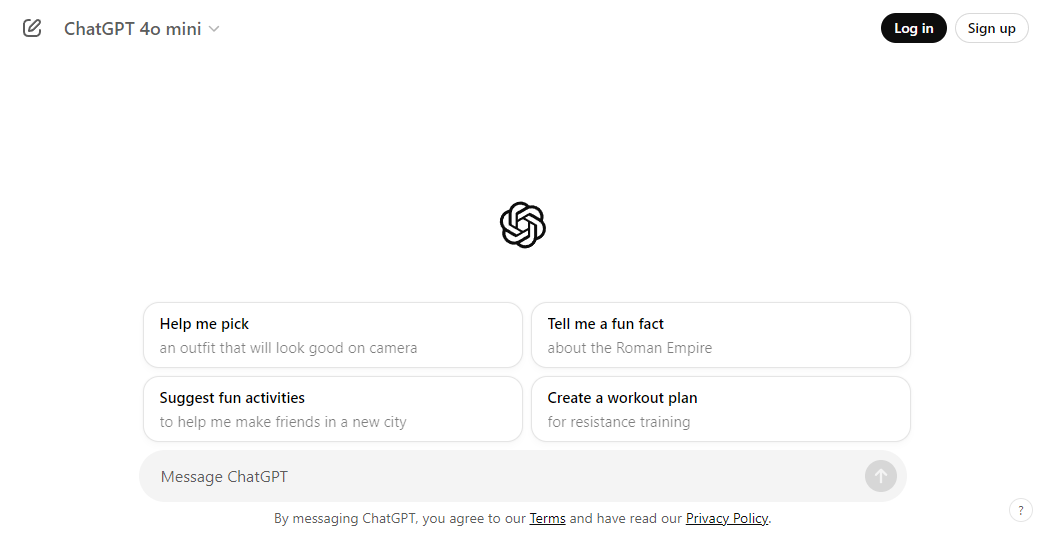 ChatGPT 4o mini
Log in
Sign up
Help me pick
an outfit that will look good on camera
Tell me a fun fact
about the Roman Empire
Suggest fun activities
to help me make friends in a new city
Create a workout plan
for resistance training
Message ChatGPT
By messaging ChatGPT, you agree to our Terms and have read our Privacy Policy.
?